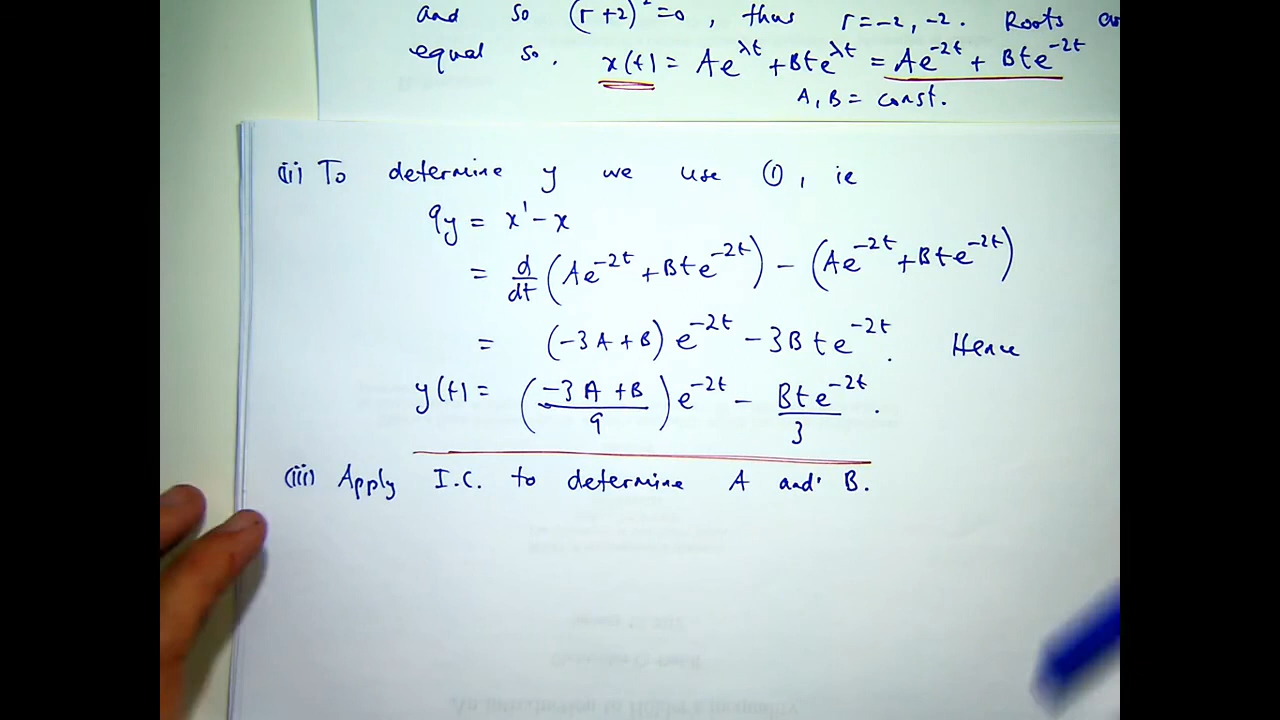 and so (r+2)²=0, thus r=-2,-2. Roots
equal so. x(t) = Ae^λt + Bte^λt = Ae^-2t + Bte^-2t
A, B = const.
(ii) To determine y we use ①, ie
9y = x' - x
= d/dt (Ae^-2t + Bte^-2t) - (Ae^-2t + Bte^-2t)
= (-3A+B) e^-2t - 3Bte^-2t. Hence
y(t) = ((-3A+B)/9) e^-2t - Bte^-2t/3.
(iii) Apply I.C. to determine A and B.